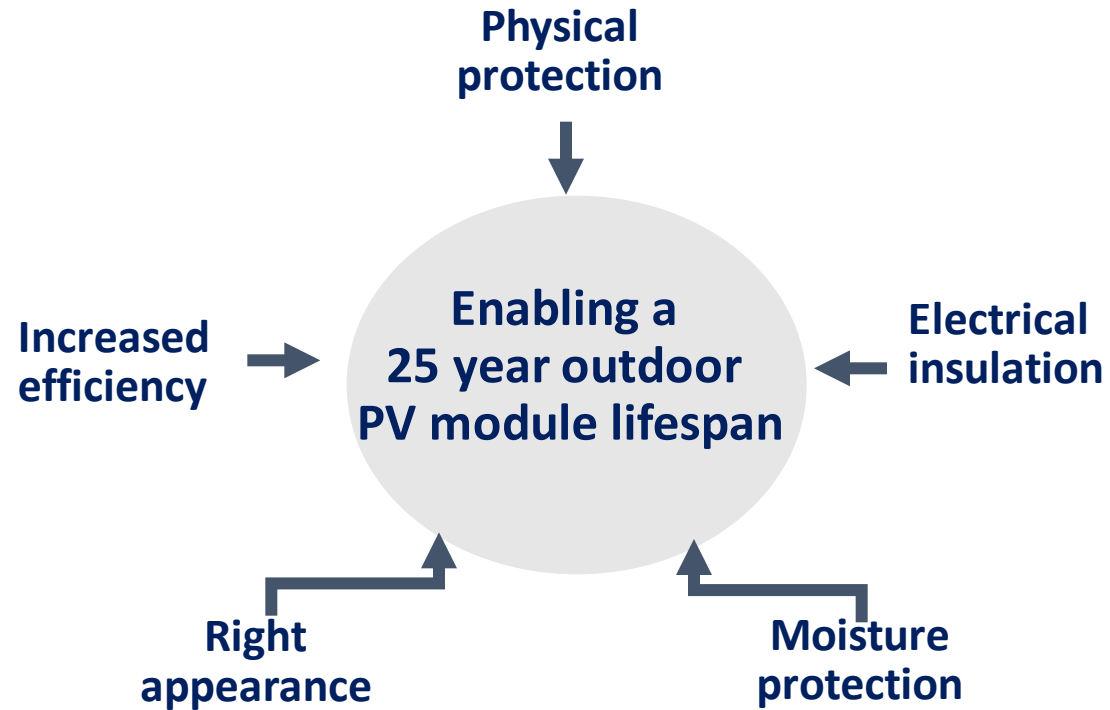 Physical
protection
Increased
efficiency
Enabling a
25 year outdoor
PV module lifespan
Electrical
insulation
Right
appearance
Moisture
protection